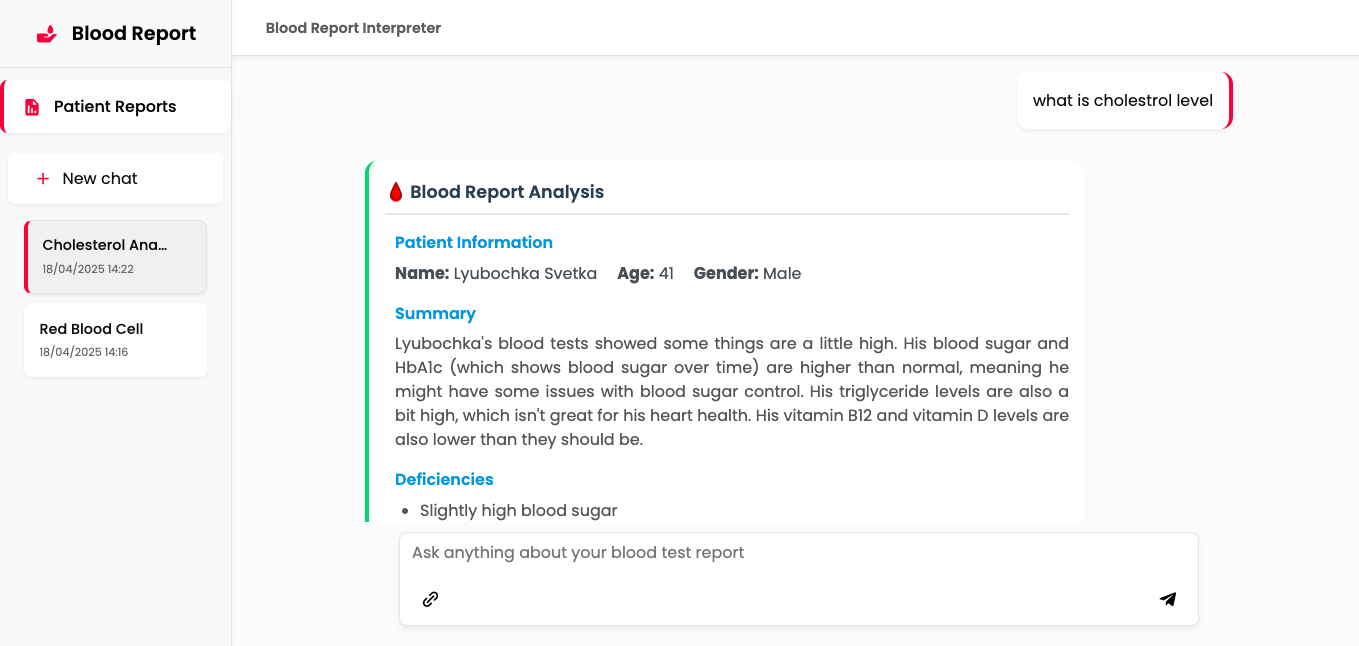 Blood Report
Patient Reports
New chat
Cholesterol Ana...
18/04/2025 14:22
Red Blood Cell
18/04/2025 14:16
Blood Report Interpreter
what is cholestrol level
Blood Report Analysis
Patient Information
Name: Lyubochka Svetka Age: 41 Gender: Male
Summary
Lyubochka's blood tests showed some things are a little high. His blood sugar and
HbA1c (which shows blood sugar over time) are higher than normal, meaning he
might have some issues with blood sugar control. His triglyceride levels are also a
bit high, which isn't great for his heart health. His vitamin B12 and vitamin D levels are
also lower than they should be.
Deficiencies
• Slightly high blood sugar
Ask anything about your blood test report